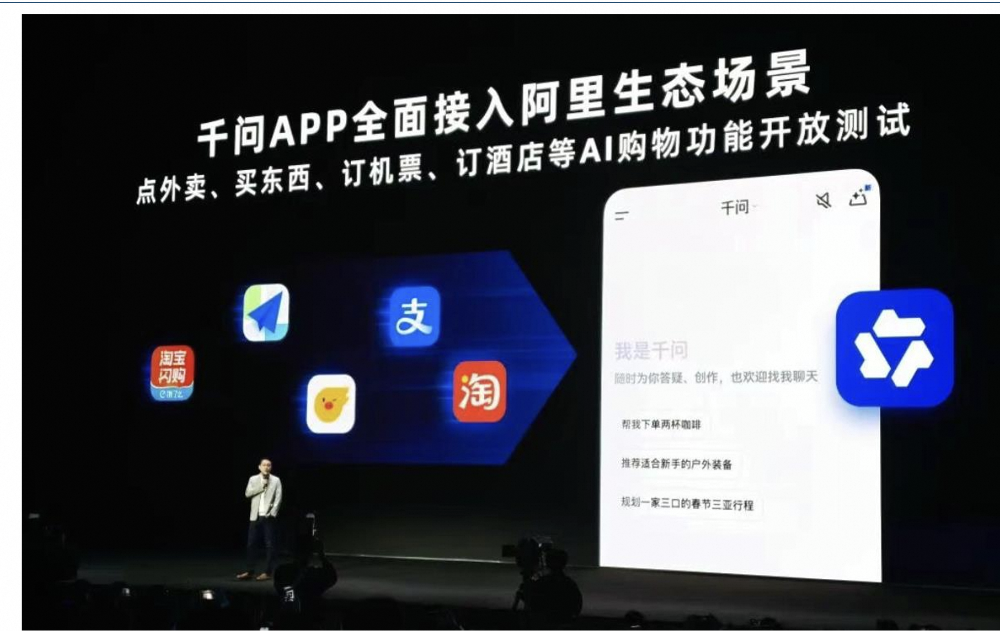 千问APP全面接入阿里生态场景
点外卖、买东西、订机票、订酒店等AI购物功能开放测试
千问
新
支
淘宝
闪购
淘
我是千问
随时为你答疑、创作，也欢迎找我聊天
帮我下单两杯咖啡
推荐适合新手的户外装备
规划一家三口的春节三亚行程